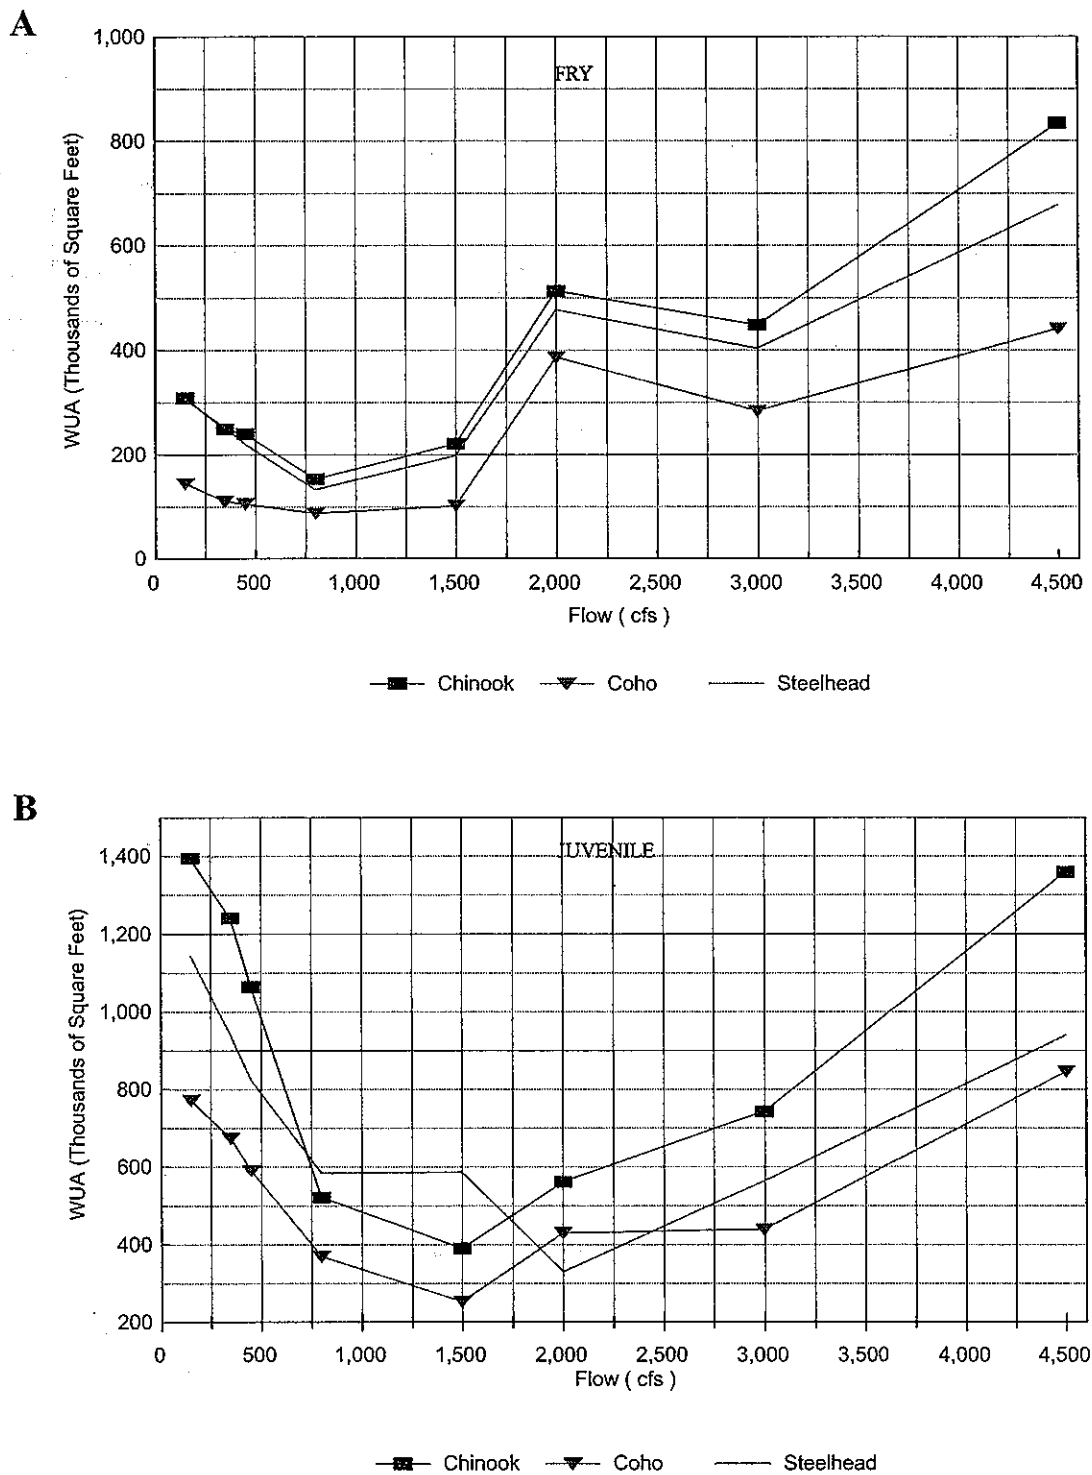 A
FRY
WUA (Thousands of Square Feet)
1,000
800
600
400
200
0
0 500 1,000 1,500 2,000 2,500 3,000 3,500 4,000 4,500
Flow ( cfs )
Chinook Coho Steelhead
B
JUVENILE
WUA (Thousands of Square Feet)
1,400
1,200
1,000
800
600
400
200
0 500 1,000 1,500 2,000 2,500 3,000 3,500 4,000 4,500
Flow ( cfs )
Chinook Coho Steelhead